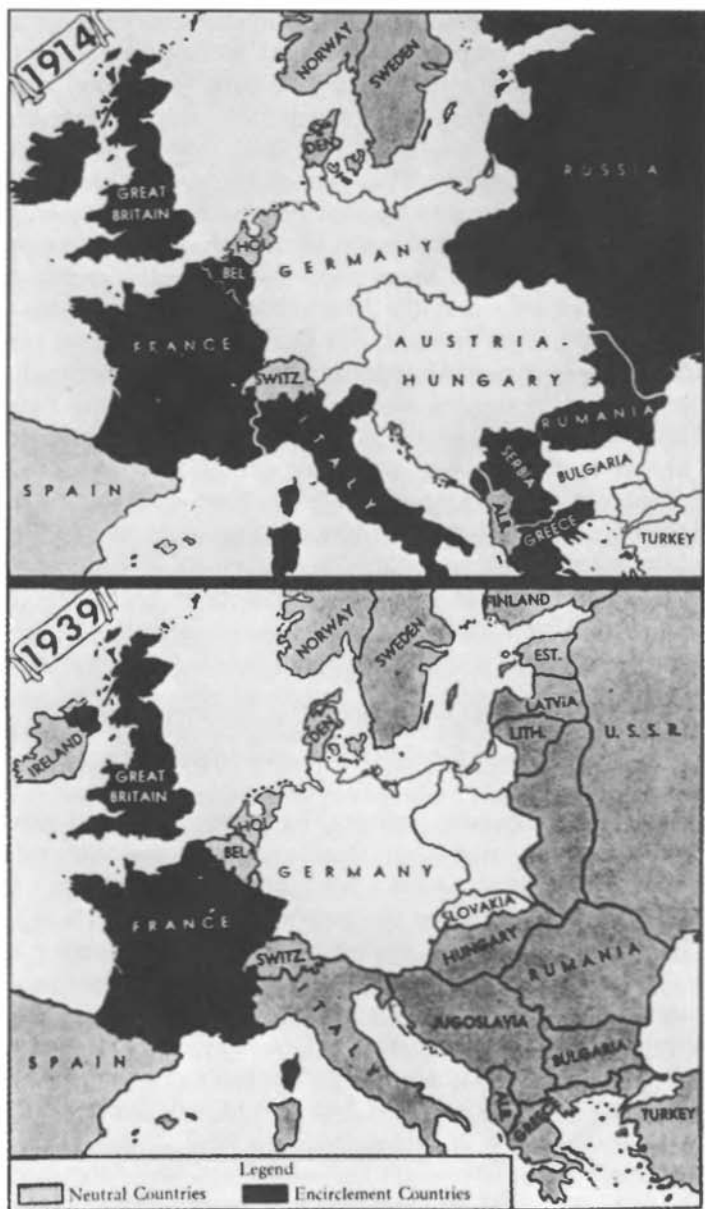 1914
NORWAY
SWEDEN
DEN.
RUSSIA
GREAT
BRITAIN
HOL.
GERMANY
BEL
FRANCE
AUSTRIA-
HUNGARY
SWITZ.
ITALY
RUMANIA
SERBIA
BULGARIA
SPAIN
ALB.
GREECE
TURKEY
1939
FINLAND
NORWAY
SWEDEN
EST.
LATVIA
DEN.
LITH.
U. S. S. R.
IRELAND
GREAT
BRITAIN
HOL.
BEL.
GERMANY
FRANCE
SLOVAKIA
HUNGARY
SWITZ.
RUMANIA
ITALY
JUGOSLAVIA
SPAIN
BULGARIA
ALB.
GREECE
TURKEY
Legend
Neutral Countries
Encirclement Countries